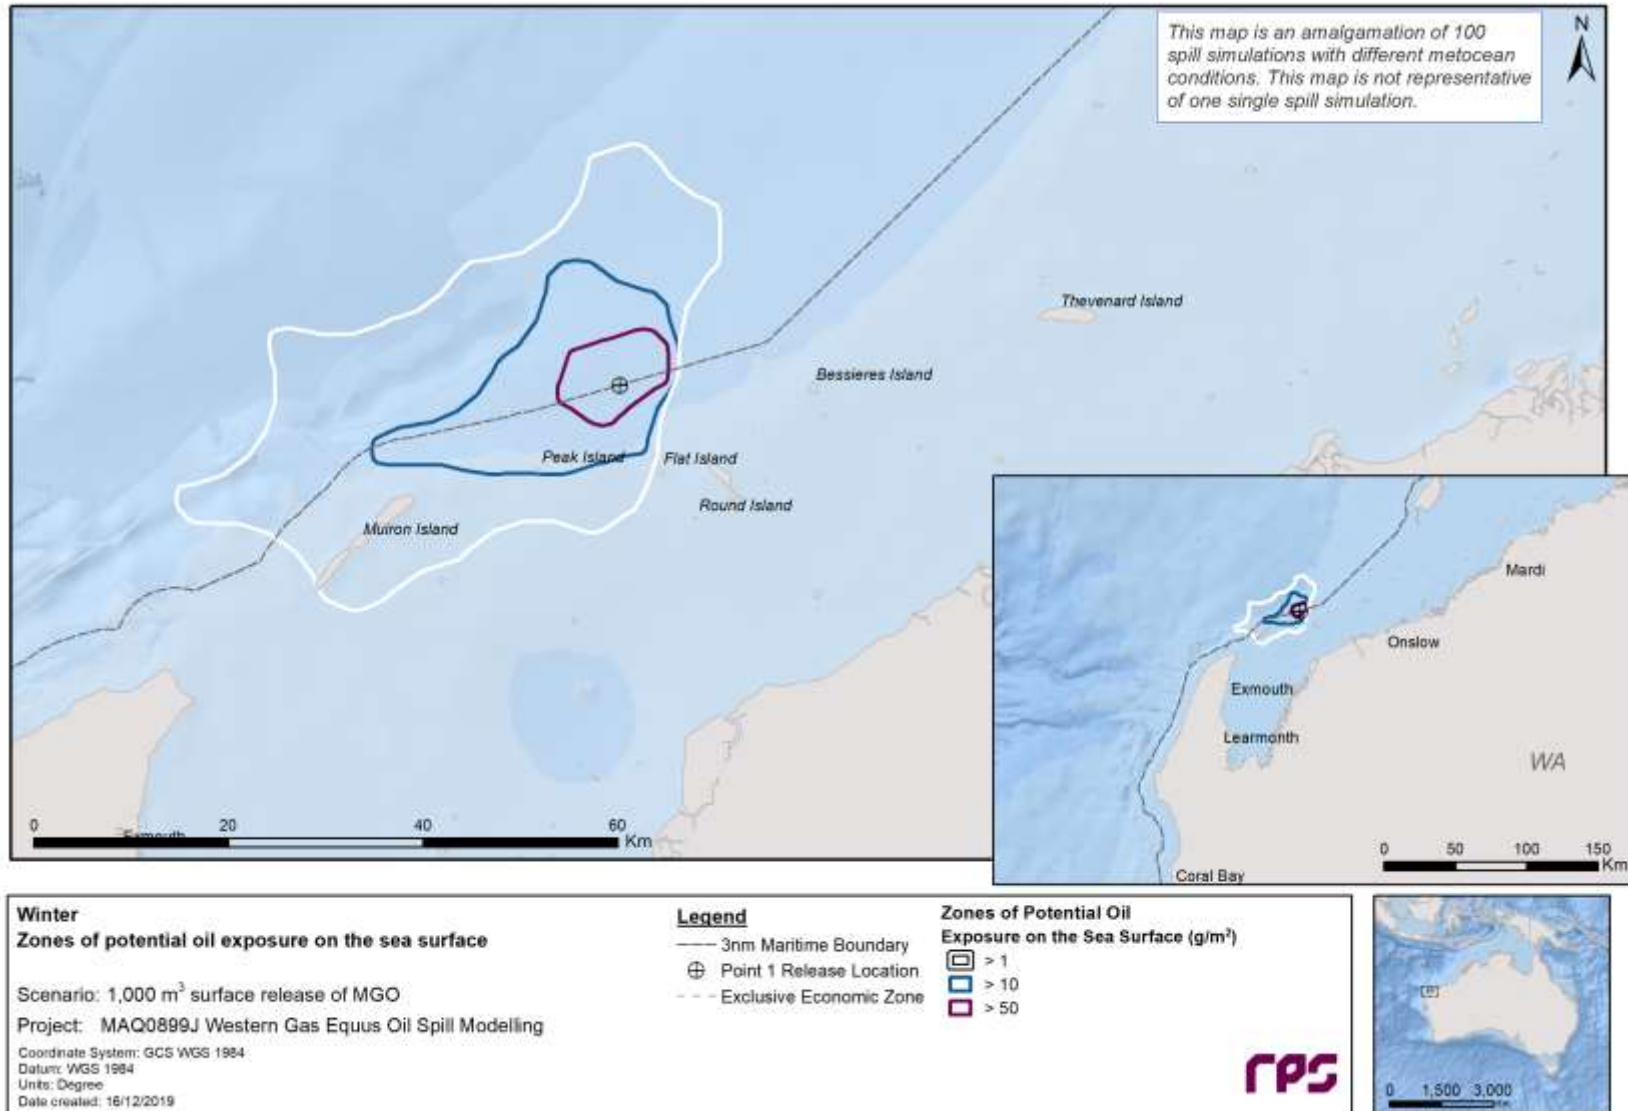 This map is an amalgamation of 100
spill simulations with different metocean
conditions. This map is not representative
of one single spill simulation.
N
Thevenard Island
Bessieres Island
Peak Island
Flat Island
Round Island
Muiron Island
Exmouth
0 20 40 60
Km
Mardi
Onslow
Exmouth
Learmonth
WA
Coral Bay
0 50 100 150
Km
Winter
Zones of potential oil exposure on the sea surface
Scenario: 1,000 m³ surface release of MGO
Project: MAQ0899J Western Gas Equus Oil Spill Modelling
Coordinate System: GCS WGS 1984
Datum: WGS 1984
Units: Degree
Date created: 16/12/2019
Legend
3nm Maritime Boundary
Point 1 Release Location
Exclusive Economic Zone
Zones of Potential Oil
Exposure on the Sea Surface (g/m²)
> 1
> 10
> 50
rps
0 1,500 3,000